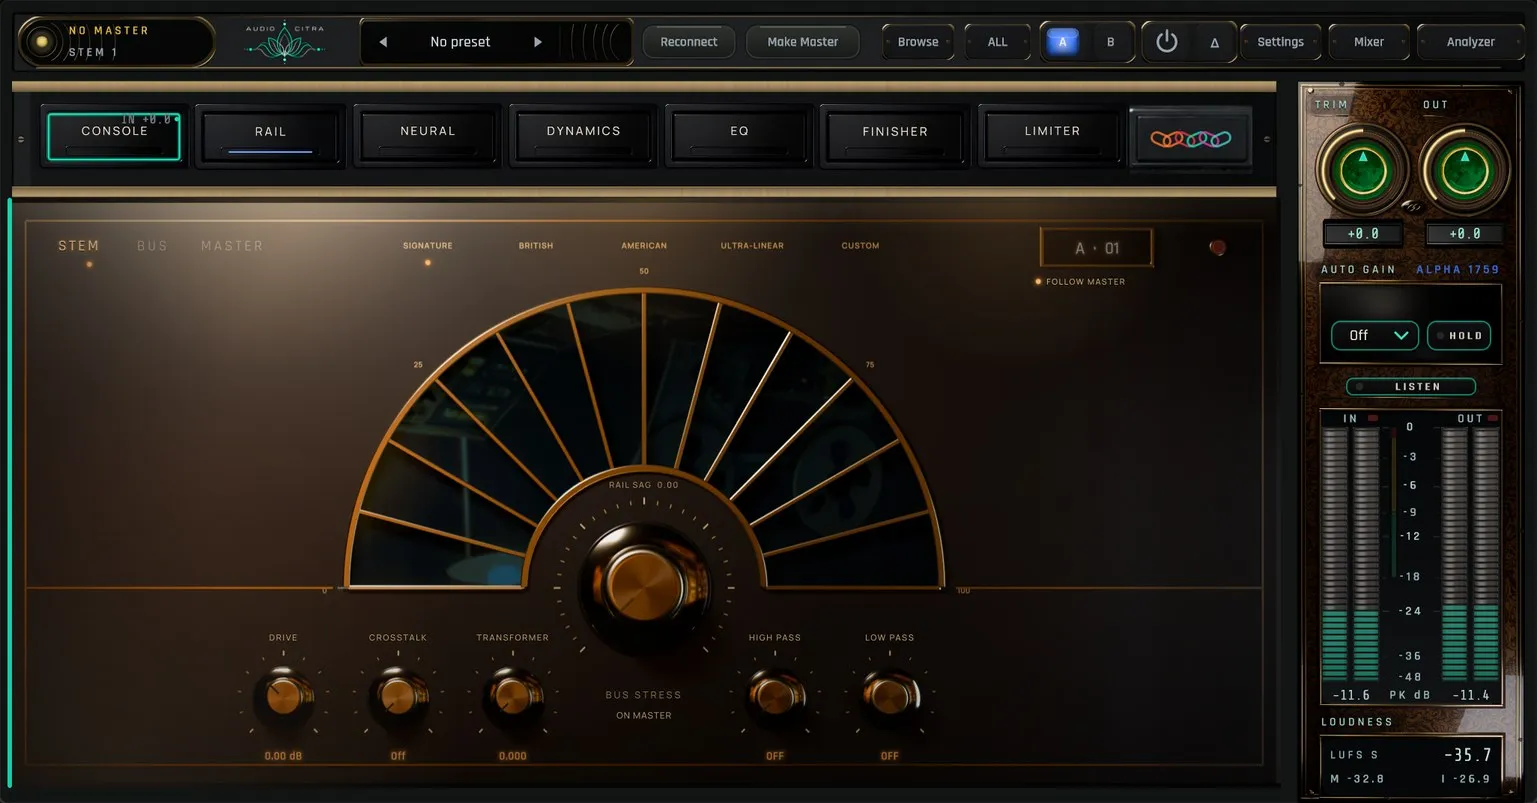 NO MASTER
STEM 1
AUDIO CITRA
No preset
Reconnect
Make Master
Browse
ALL
A
B
Δ
Settings
Mixer
Analyzer
IN +0.0
CONSOLE
RAIL
NEURAL
DYNAMICS
EQ
FINISHER
LIMITER
TRIM
OUT
+0.0
+0.0
AUTO GAIN
ALPHA 1759
Off
HOLD
LISTEN
IN
OUT
0
-3
-6
-9
-12
-18
-24
-36
-48
-11.6
PK dB
-11.4
LOUDNESS
LUFS S
-35.7
M -32.8
I -26.9
STEM
BUS
MASTER
SIGNATURE
BRITISH
AMERICAN
ULTRA-LINEAR
CUSTOM
A · 01
FOLLOW MASTER
50
25
75
0
100
RAIL SAG 0.00
DRIVE
CROSSTALK
TRANSFORMER
HIGH PASS
LOW PASS
BUS STRESS
ON MASTER
0.00 dB
Off
0.000
OFF
OFF